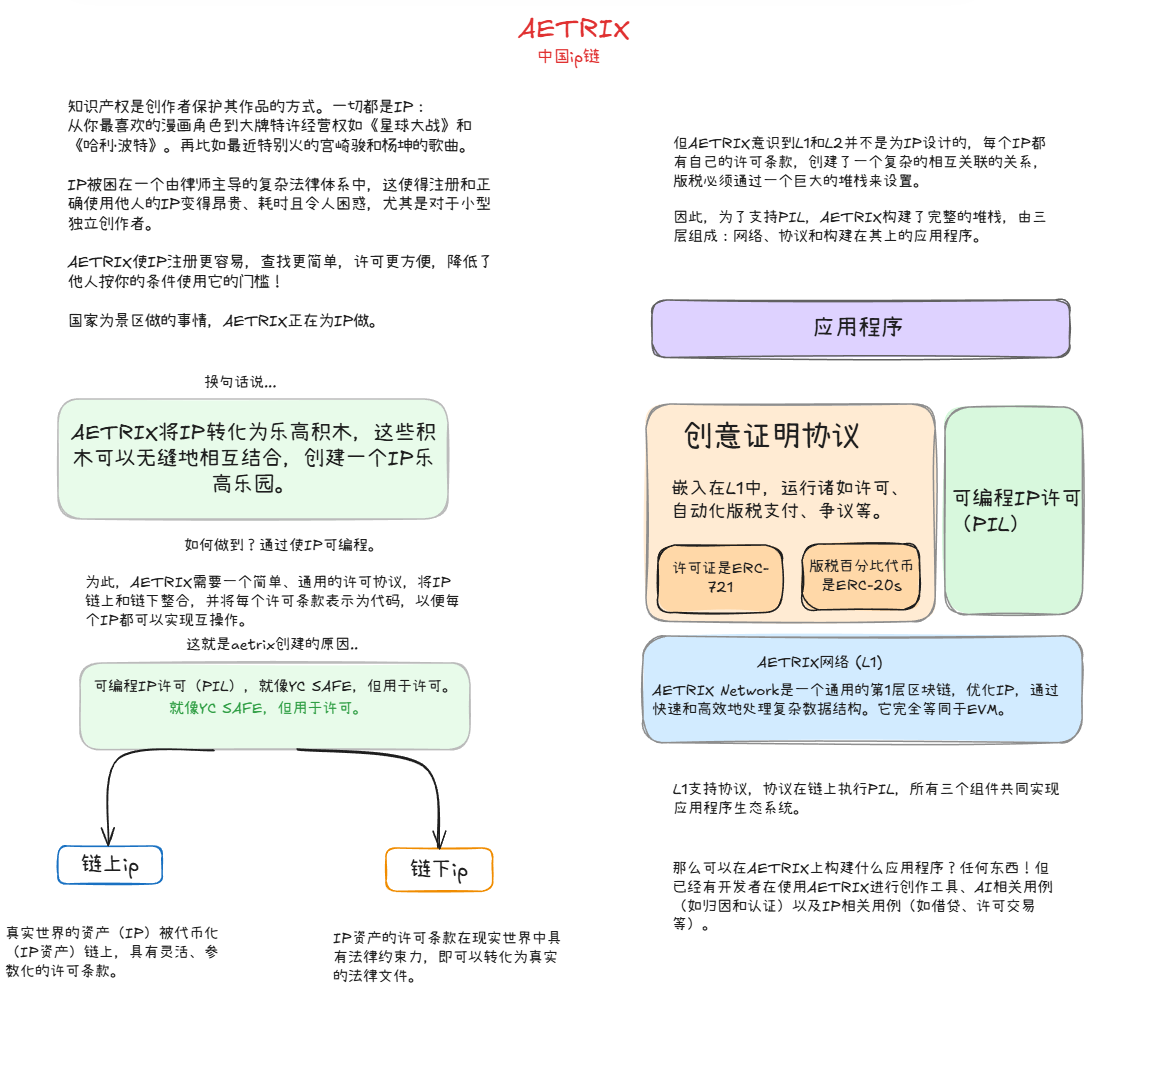 AETRIX
中国ip链
知识产权是创作者保护其作品的方式。一切都是IP：
从你最喜欢的漫画角色到大牌特许经营权如《星球大战》和
《哈利·波特》。再比如最近特别火的宫崎骏和杨坤的歌曲。
IP被困在一个由律师主导的复杂法律体系中，这使得注册和正
确使用他人的IP变得昂贵、耗时且令人困惑，尤其是对于小型
独立创作者。
AETRIX使IP注册更容易，查找更简单，许可更方便，降低了
他人按你的条件使用它的门槛！
国家为景区做的事情，AETRIX正在为IP做。
换句话说...
AETRIX将IP转化为乐高积木，这些积
木可以无缝地相互结合，创建一个IP乐
高乐园。
如何做到？通过使IP可编程。
为此，AETRIX需要一个简单、通用的许可协议，将IP
链上和链下整合，并将每个许可条款表示为代码，以便每
个IP都可以实现互操作。
这就是aetrix创建的原因..
可编程IP许可（PIL），就像YC SAFE，但用于许可。
就像YC SAFE，但用于许可。
链上ip
链下ip
真实世界的资产（IP）被代币化
（IP资产）链上，具有灵活、参
数化的许可条款。
IP资产的许可条款在现实世界中具
有法律约束力，即可以转化为真实
的法律文件。
但AETRIX意识到L1和L2并不是为IP设计的，每个IP都
有自己的许可条款，创建了一个复杂的相互关联的关系，
版税必须通过一个巨大的堆栈来设置。
因此，为了支持PIL，AETRIX构建了完整的堆栈，由三
层组成：网络、协议和构建在其上的应用程序。
应用程序
创意证明协议
嵌入在L1中，运行诸如许可、
自动化版税支付、争议等。
许可证是ERC-
721
版税百分比代币
是ERC-20s
可编程IP许可
（PIL）
AETRIX网络 (L1)
AETRIX Network是一个通用的第1层区块链，优化IP，通过
快速和高效地处理复杂数据结构。它完全等同于EVM。
L1支持协议，协议在链上执行PIL，所有三个组件共同实现
应用程序生态系统。
那么可以在AETRIX上构建什么应用程序？任何东西！但
已经有开发者在使用AETRIX进行创作工具、AI相关用例
（如归因和认证）以及IP相关用例（如借贷、许可交易
等）。